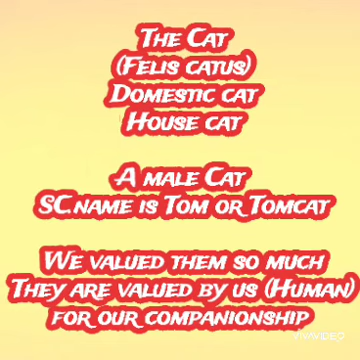 The Cat
(Felis catus)
Domestic cat
House cat
A male Cat
SC.name is Tom or Tomcat
We valued them so much
They are valued by us (Human)
for our companionship
VIVAVIDEO